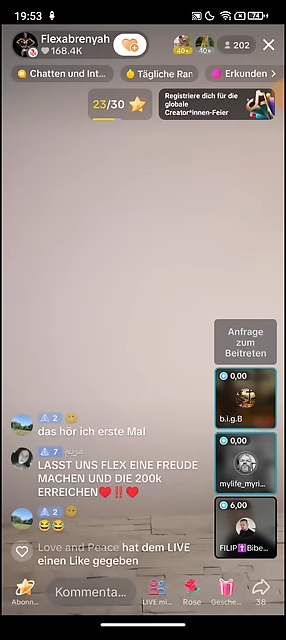 19:53
74
Flexabrenyah
168.4K
40+
40+
202
Chatten und Int...
Tägliche Ran
Erkunden
23/30
Registriere dich für die
globale
Creator*innen-Feier
Anfrage
zum
Beitreten
0,00
b.i.g.B
0,00
mylife_myri...
6,00
FILIP✝️Bibe...
2 😶
das hör ich erste Mal
7 مريم
LASST UNS FLEX EINE FREUDE
MACHEN UND DIE 200k
ERREICHEN♥️‼️♥️
2 😶
😂😂
Love and Peace hat dem LIVE
einen Like gegeben
Abonn...
Kommenta...
LIVE mi...
Rose
Gesche...
38